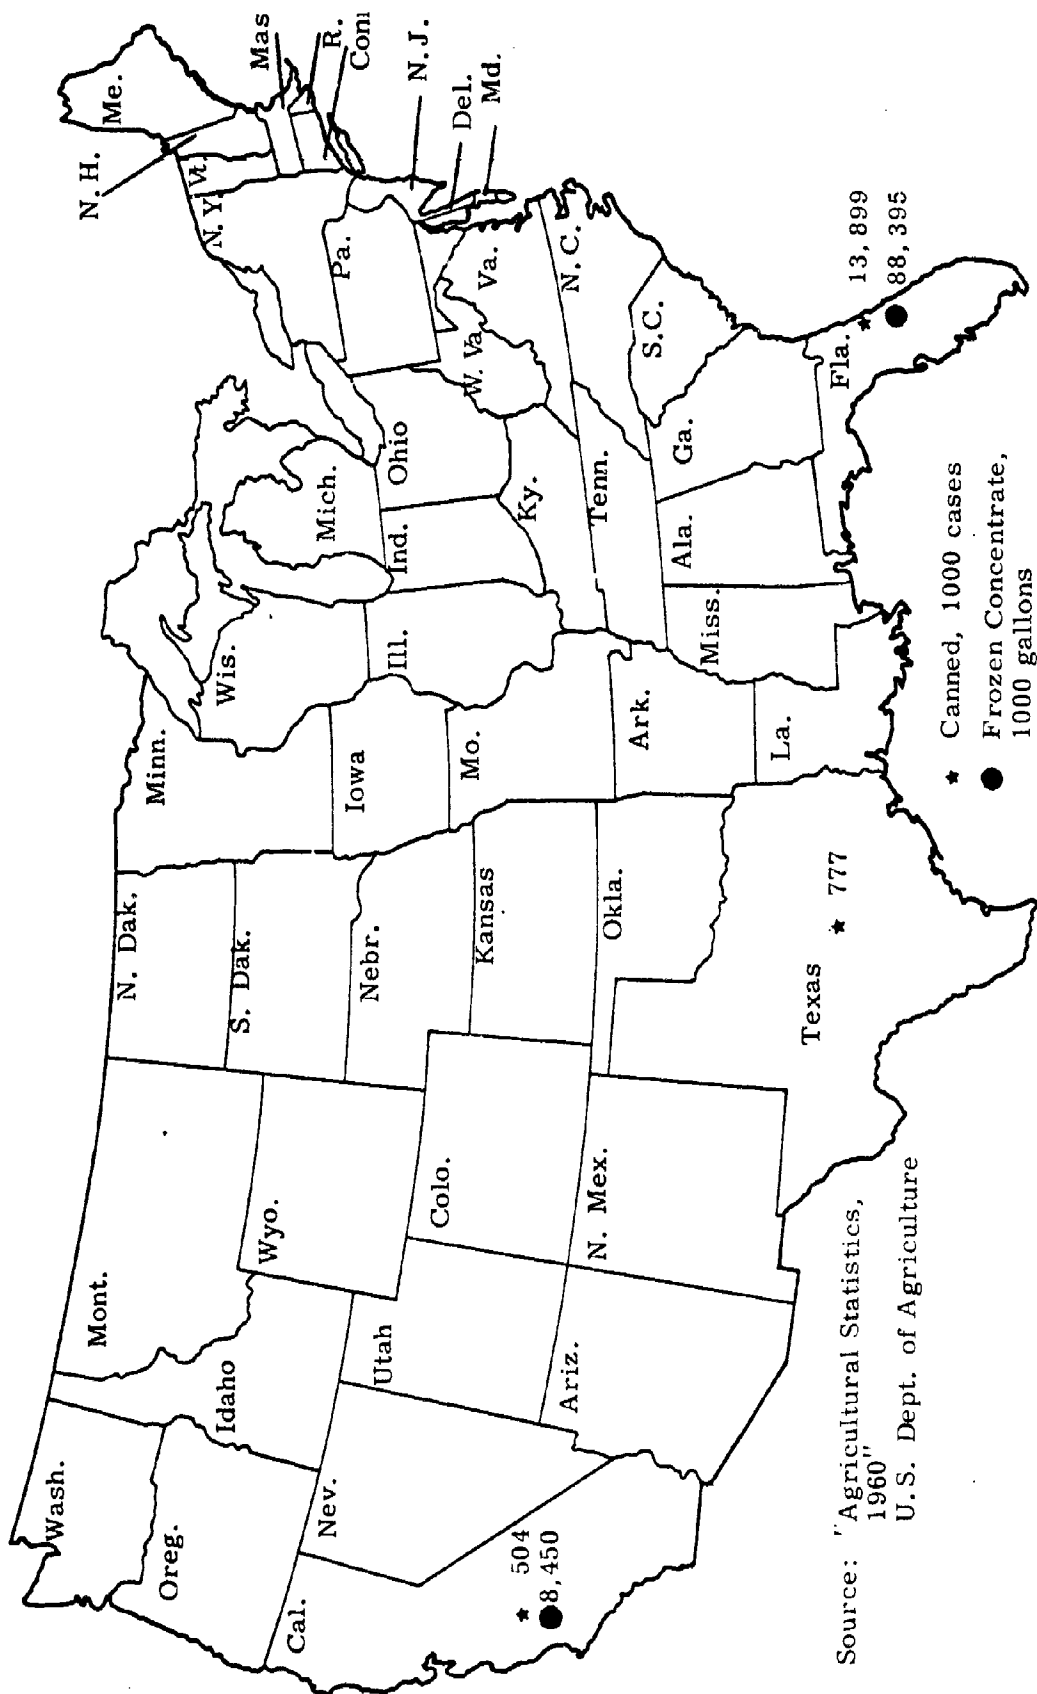 Wash.
Oreg.
Cal.
Nev.
Idaho
Mont.
Wyo.
Utah
Ariz.
Colo.
N. Mex.
N. Dak.
S. Dak.
Nebr.
Kansas
Okla.
Texas
Minn.
Iowa
Mo.
Ark.
La.
Wis.
Ill.
Mich.
Ind.
Ohio
Ky.
Tenn.
Miss.
Ala.
Ga.
Fla.
S.C.
N. C.
Va.
W. Va
Pa.
N.Y.
Vt.
N.H.
Me.
Mas
R.
Con
N.J.
Del.
Md.
★ 504
●8,450
★ 777
★ 13,899
● 88,395
★ Canned, 1000 cases
● Frozen Concentrate,
1000 gallons
Source: "Agricultural Statistics,
1960"
U.S. Dept. of Agriculture